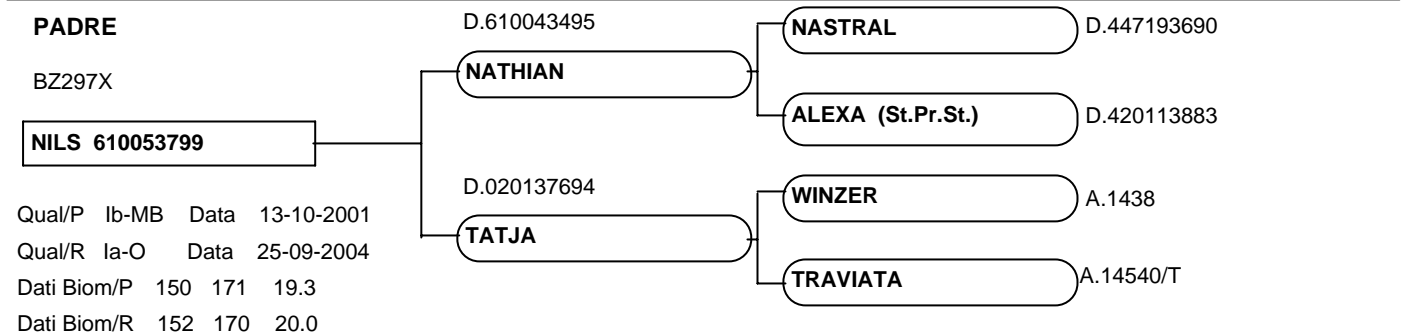 PADRE
BZ297X
NILS 610053799
Qual/P Ib-MB Data 13-10-2001
Qual/R Ia-O Data 25-09-2004
Dati Biom/P 150 171 19.3
Dati Biom/R 152 170 20.0
D.610043495
NATHIAN
D.020137694
TATJA
NASTRAL D.447193690
ALEXA (St.Pr.St.) D.420113883
WINZER A.1438
TRAVIATA A.14540/T